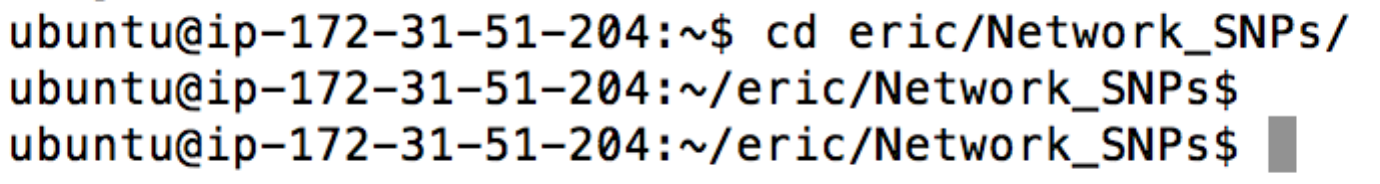 ubuntu@ip-172-31-51-204:~$ cd eric/Network_SNPs/
ubuntu@ip-172-31-51-204:~/eric/Network_SNPs$
ubuntu@ip-172-31-51-204:~/eric/Network_SNPs$